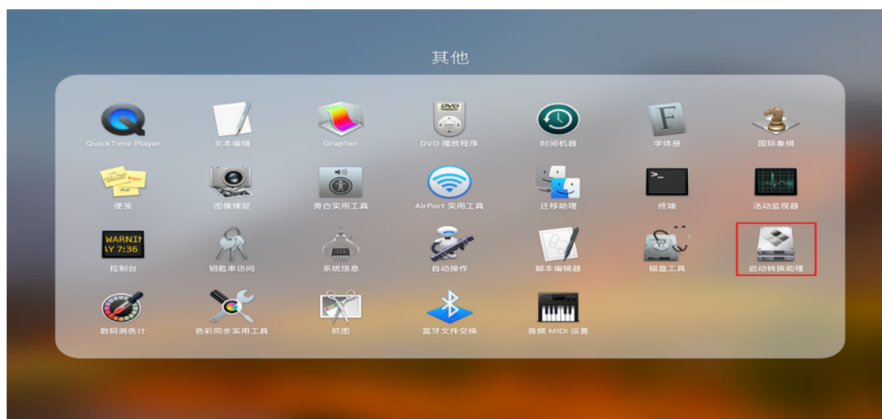 其他
QuickTime Player
文本编辑
Grapher
DVD 播放程序
时间机器
字体册
国际象棋
便笺
图像捕捉
旁白实用工具
AirPort 实用工具
迁移助理
终端
活动监视器
WARNIN
AY 7:36
控制台
钥匙串访问
系统信息
自动操作
脚本编辑器
磁盘工具
启动转换助理
数码测色计
色彩同步实用工具
抓图
蓝牙文件交换
音频 MIDI 设置